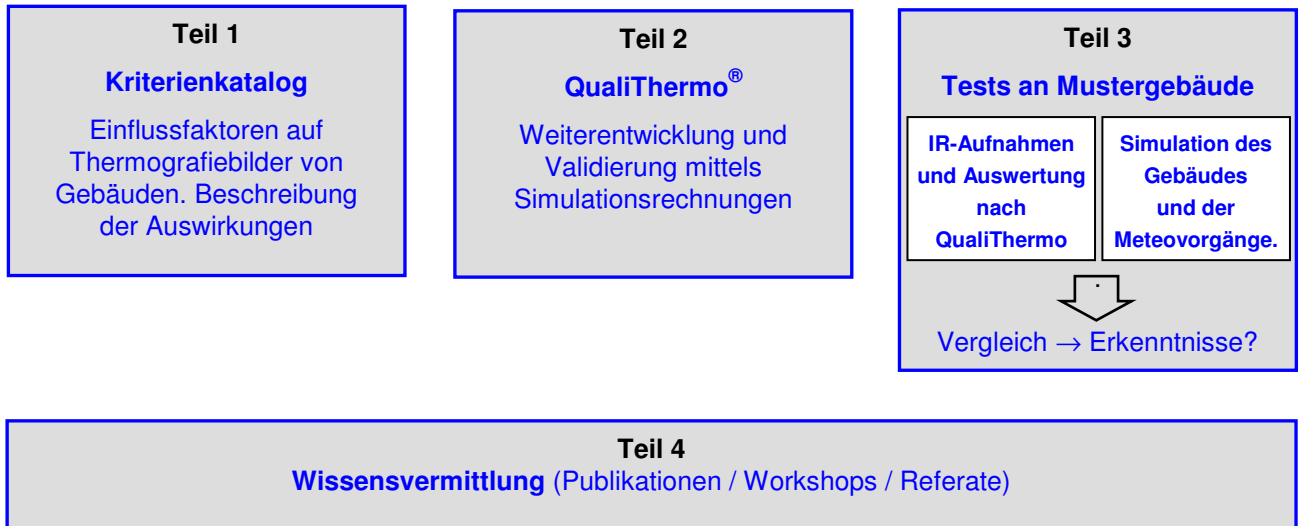 Teil 1
Kriterienkatalog
Einflussfaktoren auf
Thermografiebilder von
Gebäuden. Beschreibung
der Auswirkungen
Teil 2
QualiThermo®
Weiterentwicklung und
Validierung mittels
Simulationsrechnungen
Teil 3
Tests an Mustergebäude
IR-Aufnahmen
und Auswertung
nach
QualiThermo
Simulation des
Gebäudes
und der
Meteovorgänge.
.
Vergleich → Erkenntnisse?
Teil 4
Wissensvermittlung (Publikationen / Workshops / Referate)